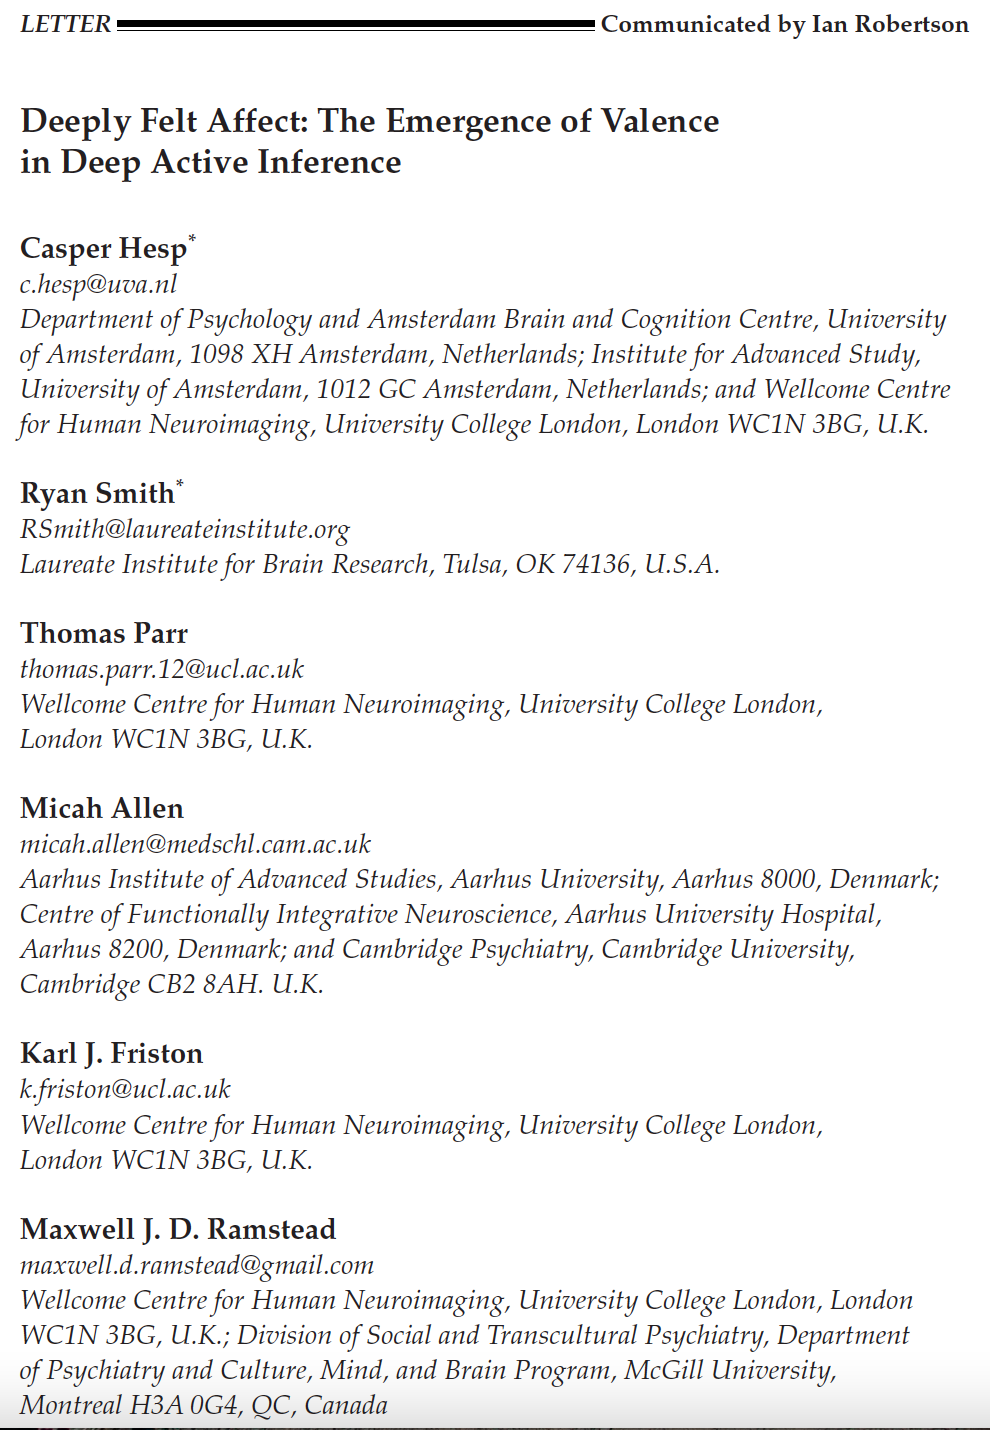 LETTER Communicated by Ian Robertson
Deeply Felt Affect: The Emergence of Valence
in Deep Active Inference
Casper Hesp*
c.hesp@uva.nl
Department of Psychology and Amsterdam Brain and Cognition Centre, University
of Amsterdam, 1098 XH Amsterdam, Netherlands; Institute for Advanced Study,
University of Amsterdam, 1012 GC Amsterdam, Netherlands; and Wellcome Centre
for Human Neuroimaging, University College London, London WC1N 3BG, U.K.
Ryan Smith*
RSmith@laureateinstitute.org
Laureate Institute for Brain Research, Tulsa, OK 74136, U.S.A.
Thomas Parr
thomas.parr.12@ucl.ac.uk
Wellcome Centre for Human Neuroimaging, University College London,
London WC1N 3BG, U.K.
Micah Allen
micah.allen@medschl.cam.ac.uk
Aarhus Institute of Advanced Studies, Aarhus University, Aarhus 8000, Denmark;
Centre of Functionally Integrative Neuroscience, Aarhus University Hospital,
Aarhus 8200, Denmark; and Cambridge Psychiatry, Cambridge University,
Cambridge CB2 8AH. U.K.
Karl J. Friston
k.friston@ucl.ac.uk
Wellcome Centre for Human Neuroimaging, University College London,
London WC1N 3BG, U.K.
Maxwell J. D. Ramstead
maxwell.d.ramstead@gmail.com
Wellcome Centre for Human Neuroimaging, University College London, London
WC1N 3BG, U.K.; Division of Social and Transcultural Psychiatry, Department
of Psychiatry and Culture, Mind, and Brain Program, McGill University,
Montreal H3A 0G4, QC, Canada